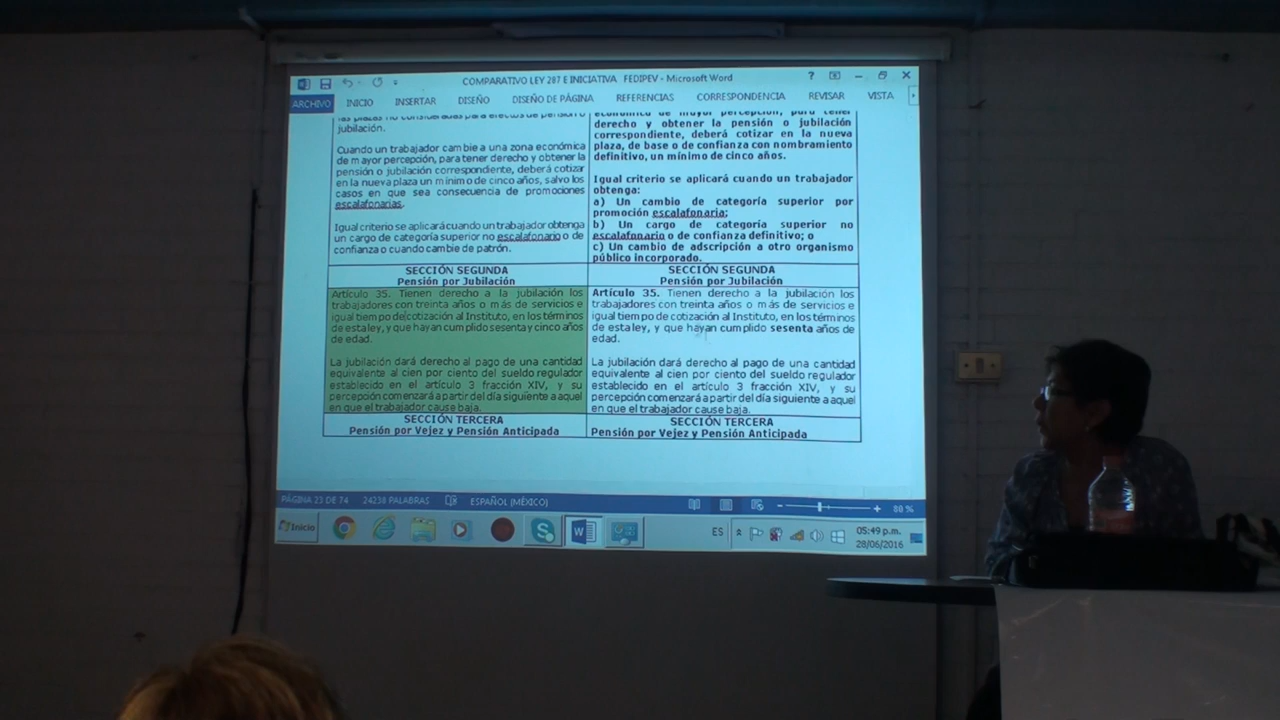 COMPARATIVO LEY 287 E INICIATIVA FEDIPEV - Microsoft Word
ARCHIVO INICIO INSERTAR DISEÑO DISEÑO DE PÁGINA REFERENCIAS CORRESPONDENCIA REVISAR VISTA
las plazas no consideradas para efectos de pensión o
jubilación.
Cuando un trabajador cambie a una zona económica
de mayor percepción, para tener derecho y obtener la
pensión o jubilación correspondiente, deberá cotizar
en la nueva plaza un mínimo de cinco años, salvo los
casos en que sea consecuencia de promociones
escalafonarias.
Igual criterio se aplicará cuando un trabajador obtenga
un cargo de categoría superior no escalafonario o de
confianza o cuando cambie de patrón.
económica de mayor percepción, para tener
derecho y obtener la pensión o jubilación
correspondiente, deberá cotizar en la nueva
plaza, de base o de confianza con nombramiento
definitivo, un mínimo de cinco años.
Igual criterio se aplicará cuando un trabajador
obtenga:
a) Un cambio de categoría superior por
promoción escalafonaria;
b) Un cargo de categoría superior no
escalafonario o de confianza definitivo; o
c) Un cambio de adscripción a otro organismo
público incorporado.
SECCIÓN SEGUNDA
Pensión por Jubilación
SECCIÓN SEGUNDA
Pensión por Jubilación
Artículo 35. Tienen derecho a la jubilación los
trabajadores con treinta años o más de servicios e
igual tiempo de cotización al Instituto, en los términos
de esta ley, y que hayan cumplido sesenta y cinco años
de edad.
La jubilación dará derecho al pago de una cantidad
equivalente al cien por ciento del sueldo regulador
establecido en el artículo 3 fracción XIV, y su
percepción comenzará a partir del día siguiente a aquel
en que el trabajador cause baja.
Artículo 35. Tienen derecho a la jubilación los
trabajadores con treinta años o más de servicios e
igual tiempo de cotización al Instituto, en los términos
de esta ley, y que hayan cumplido sesenta años de
edad.
La jubilación dará derecho al pago de una cantidad
equivalente al cien por ciento del sueldo regulador
establecido en el artículo 3 fracción XIV, y su
percepción comenzará a partir del día siguiente a aquel
en que el trabajador cause baja.
SECCIÓN TERCERA
Pensión por Vejez y Pensión Anticipada
SECCIÓN TERCERA
Pensión por Vejez y Pensión Anticipada
PÁGINA 23 DE 74 24238 PALABRAS ESPAÑOL (MÉXICO) 80 %
Inicio ES 05:49 p.m.
28/06/2016